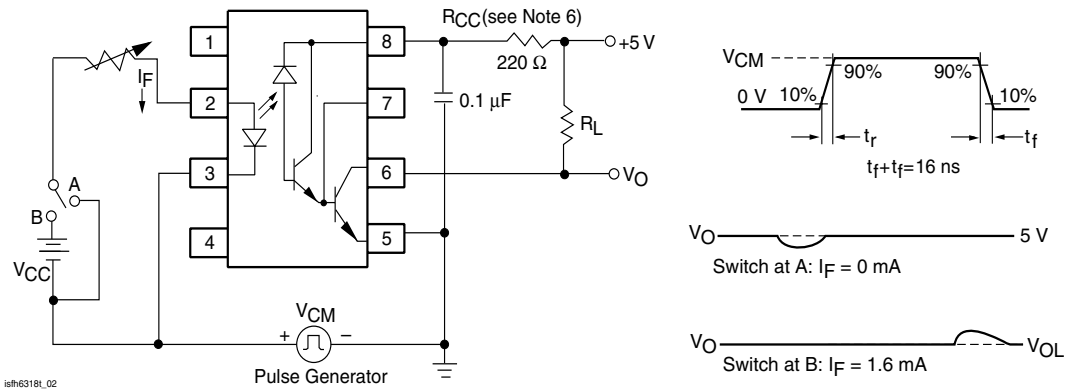 RCC(see Note 6)
220 Ω
+5 V
IF
1
2
3
4
8
7
6
5
0.1 μF
RL
VO
A
B
VCC
VCM
+
–
Pulse Generator
isfh6318t_02
VCM
0 V
10%
90%
90%
10%
tr
tf
tf+tf=16 ns
VO
5 V
Switch at A: IF = 0 mA
VO
VOL
Switch at B: IF = 1.6 mA